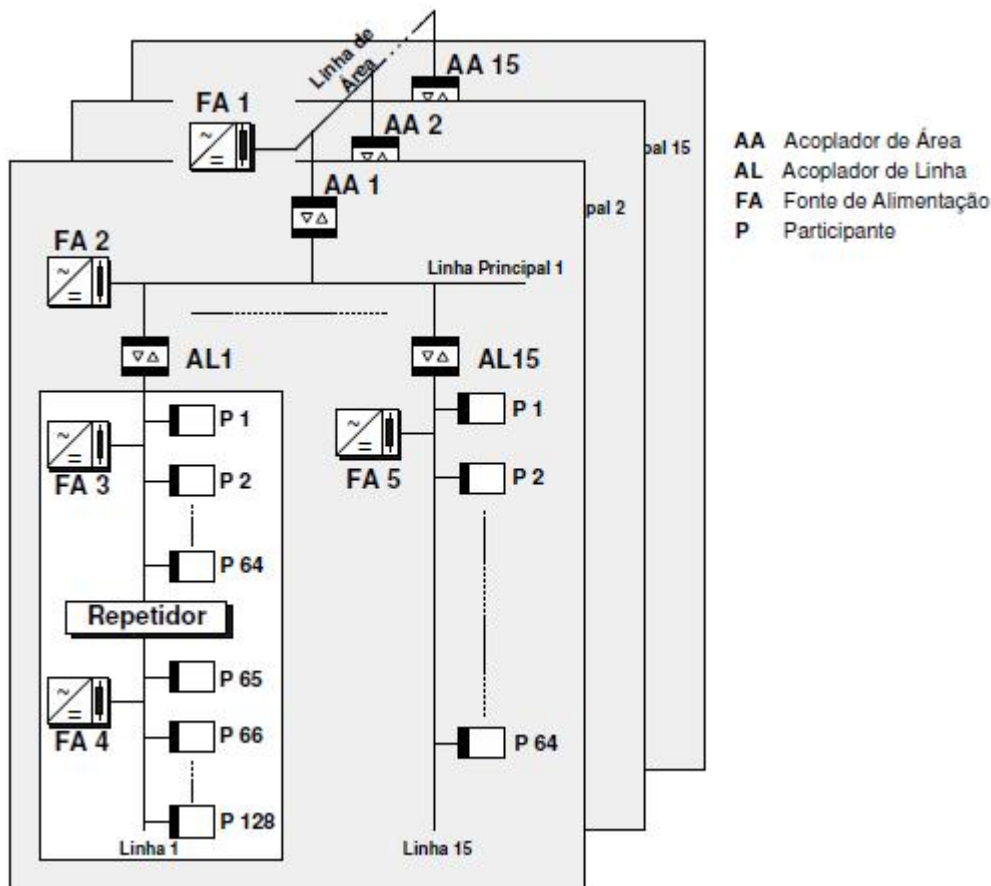 Linha de
Área
AA 15
FA 1
AA 2
pal 15
AA Acoplador de Área
AL Acoplador de Linha
FA Fonte de Alimentação
P Participante
AA 1
pal 2
FA 2
Linha Principal 1
~
=
AL1
AL15
P 1
P 1
FA 3
FA 5
P 2
P 2
P 64
Repetidor
P 65
FA 4
P 66
P 64
P 128
Linha 1
Linha 15